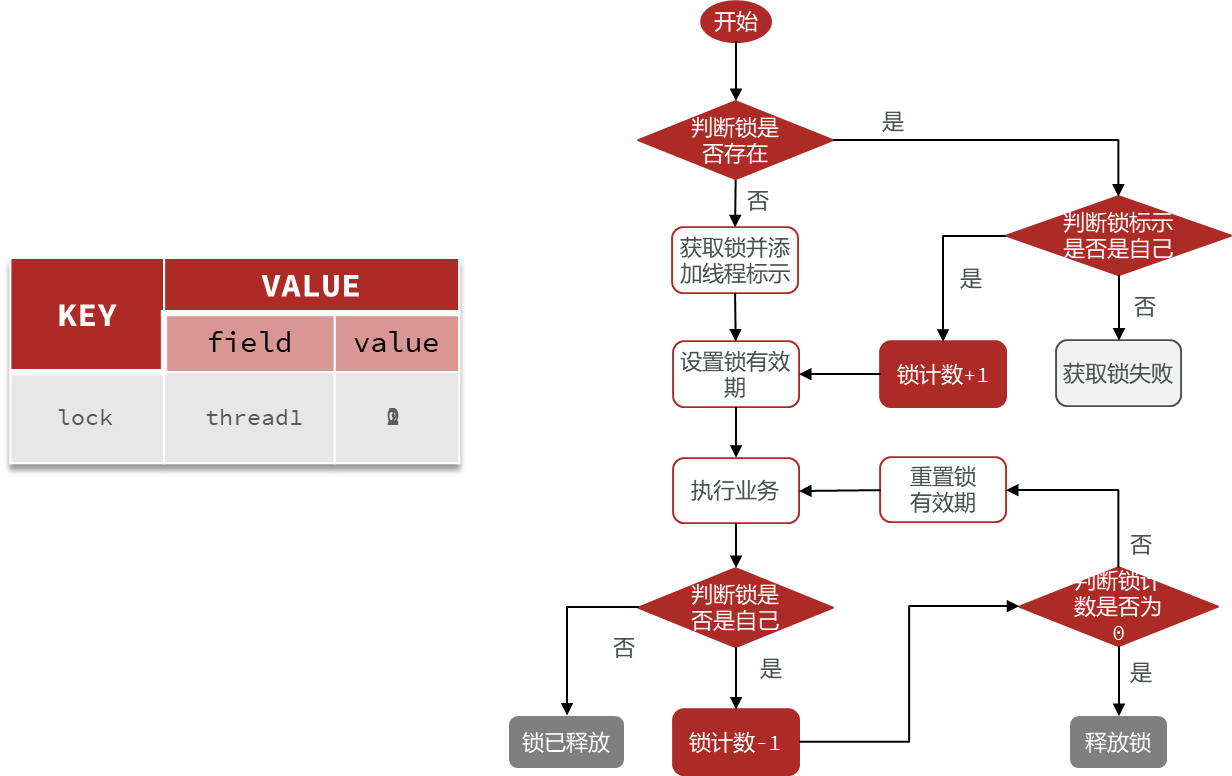 KEY
VALUE
field
value
lock
thread1
开始
判断锁是
否存在
是
否
判断锁标示
是否是自己
获取锁并添
加线程标示
是
否
设置锁有效
期
锁计数+1
获取锁失败
执行业务
重置锁
有效期
否
判断锁是
否是自己
判断锁计
数是否为
0
否
是
是
锁已释放
锁计数-1
释放锁